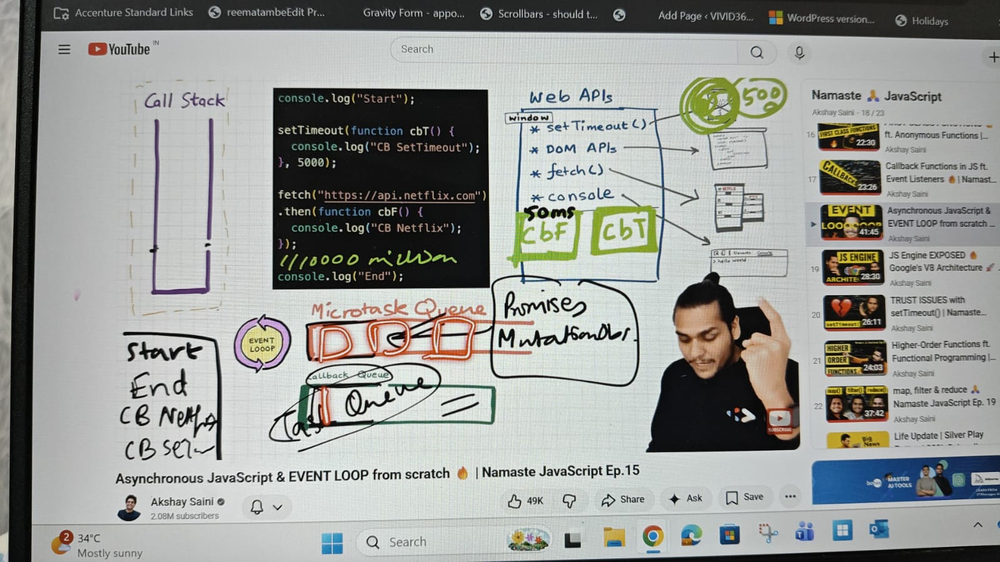 Accenture Standard Links
reematambeEdit Pr...
Gravity Form - appo...
Scrollbars - should t...
Add Page ‹ VIVID36...
WordPress version...
Holidays
YouTube IN
Search
Call Stack
console.log("Start");
setTimeout(function cbT() {
console.log("CB SetTimeout");
}, 5000);
fetch("https://api.netflix.com")
.then(function cbF() {
console.log("CB Netflix");
});
console.log("End");
Web APIs
window
* setTimeout()
* DOM APIs
* fetch()
* console
50ms
CbF
CbT
500
NETFLIX
Elements Console
> hello world
Microtask Queue
Promises
EVENT
LOOOP
Callback Queue
Task Queue
Start
End
SUBSCRIBE
Asynchronous JavaScript & EVENT LOOP from scratch 🔥 | Namaste JavaScript Ep.15
Akshay Saini
2.08M subscribers
49K
Share
Ask
Save
Namaste 🙏 JavaScript
Akshay Saini - 18 / 23
16
FIRST CLASS FUNCTIONS
22:30
ft. Anonymous Functions |...
Akshay Saini
17
CALLBACK
23:26
Callback Functions in JS ft.
Event Listeners 🔥 | Namast...
Akshay Saini
EVENT
41:45
Asynchronous JavaScript &
EVENT LOOP from scratch ...
Akshay Saini
19
JS ENGINE
ARCHITE
28:30
JS Engine EXPOSED 🔥
Google's V8 Architecture 🚀 .
Akshay Saini
20
setTimeout
26:11
TRUST ISSUES with
setTimeout() | Namaste...
Akshay Saini
21
HIGHER
ORDER
FUNCTIONS
24:03
Higher-Order Functions ft.
Functional Programming |...
Akshay Saini
22
map() filter() reduce()
37:42
map, filter & reduce 🙏
Namaste JavaScript Ep. 19
Akshay Saini
Big
News
Life Update | Silver Play
MASTER
AI TOOLS
2
34°C
Mostly sunny
Search